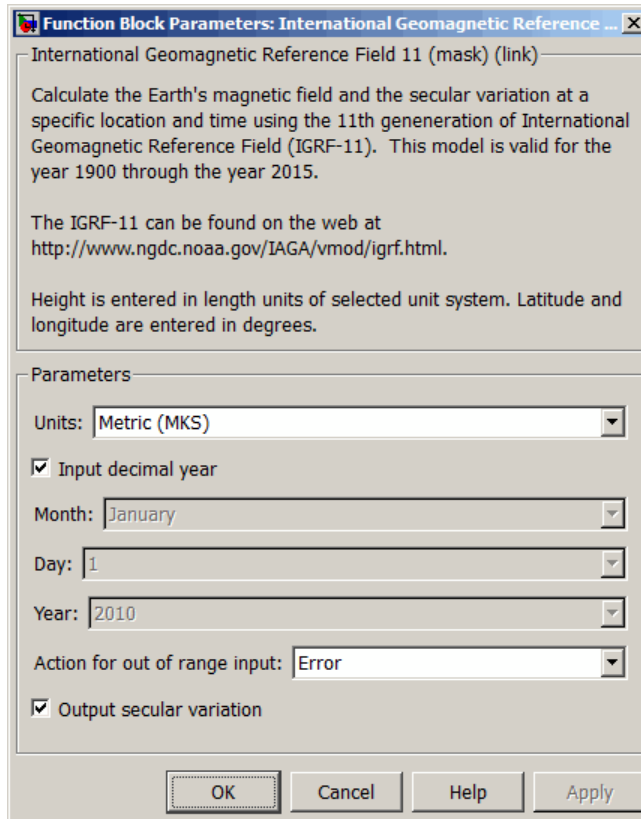 Function Block Parameters: International Geomagnetic Reference ...
International Geomagnetic Reference Field 11 (mask) (link)
Calculate the Earth's magnetic field and the secular variation at a
specific location and time using the 11th geneneration of International
Geomagnetic Reference Field (IGRF-11).  This model is valid for the
year 1900 through the year 2015.
The IGRF-11 can be found on the web at
http://www.ngdc.noaa.gov/IAGA/vmod/igrf.html.
Height is entered in length units of selected unit system. Latitude and
longitude are entered in degrees.
Parameters
Units: Metric (MKS)
Input decimal year
Month: January
Day: 1
Year: 2010
Action for out of range input: Error
Output secular variation
OK Cancel Help Apply